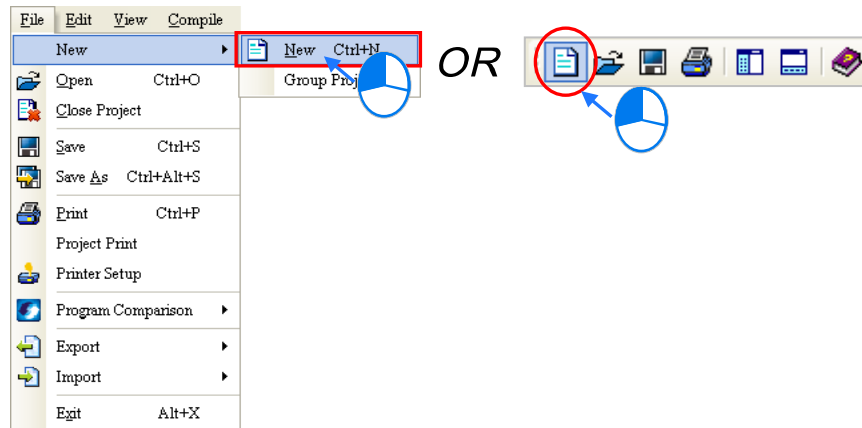 File Edit View Compile
New
New Ctrl+N
Group
OR
Open Ctrl+O
Close Project
Save Ctrl+S
Save As Ctrl+Alt+S
Print Ctrl+P
Project Print
Printer Setup
Program Comparison
Export
Import
Exit Alt+X